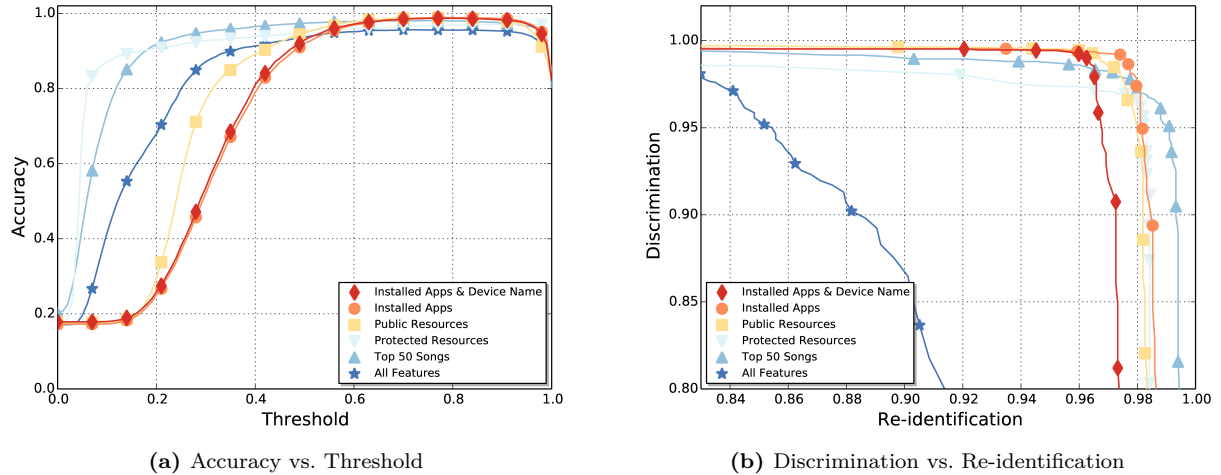 1.0
0.8
0.6
0.4
0.2
0.0
Accuracy
Installed Apps & Device Name
Installed Apps
Public Resources
Protected Resources
Top 50 Songs
All Features
0.0 0.2 0.4 0.6 0.8 1.0
Threshold
(a) Accuracy vs. Threshold
1.00
0.95
0.90
0.85
0.80
Discrimination
Installed Apps & Device Name
Installed Apps
Public Resources
Protected Resources
Top 50 Songs
All Features
0.84 0.86 0.88 0.90 0.92 0.94 0.96 0.98 1.00
Re-identification
(b) Discrimination vs. Re-identification